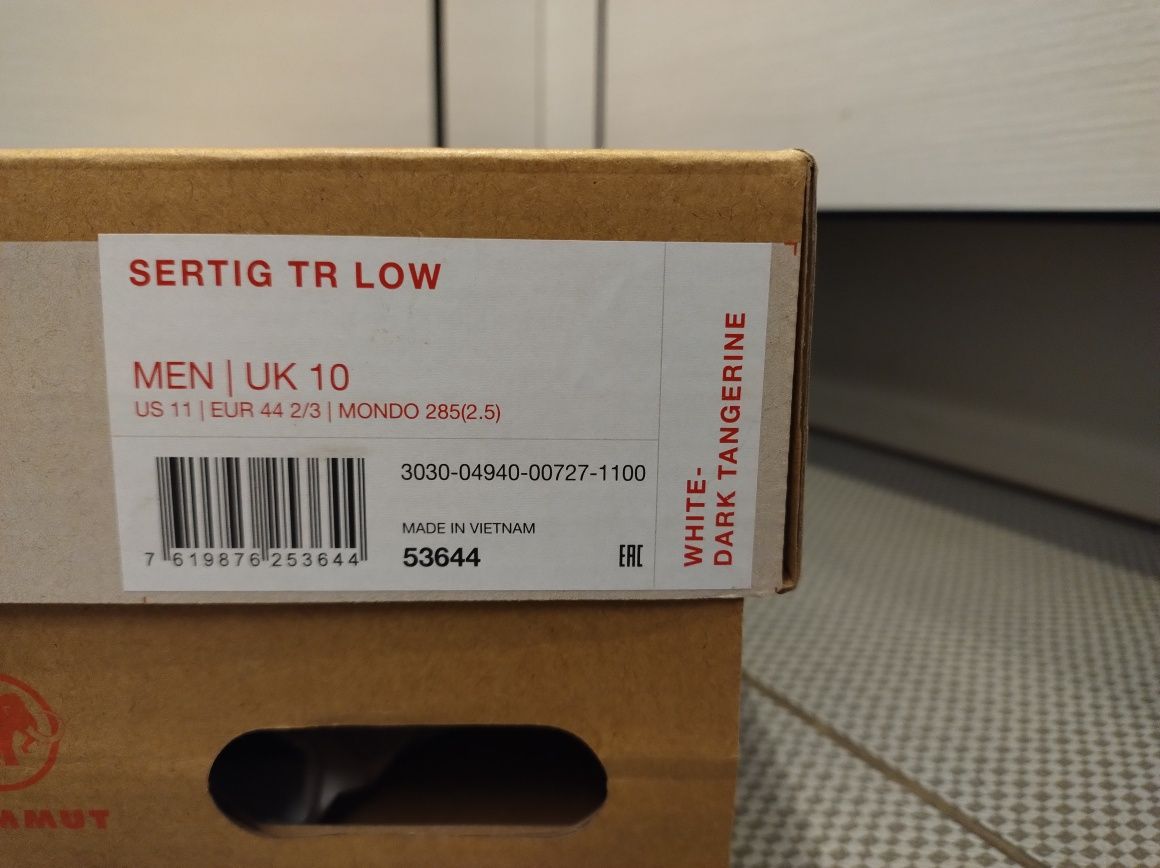 SERTIG TR LOW
MEN | UK 10
US 11 | EUR 44 2/3 | MONDO 285(2.5)
3030-04940-00727-1100
MADE IN VIETNAM
53644
EAC
7 619876 253644
WHITE-
DARK TANGERINE